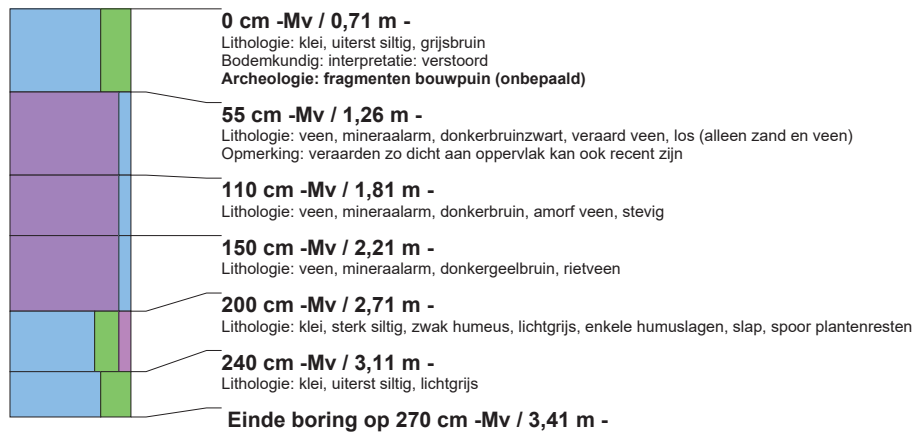 0 cm -Mv / 0,71 m -
Lithologie: klei, uiterst siltig, grijsbruin
Bodemkundig: interpretatie: verstoord
Archeologie: fragmenten bouwpuin (onbepaald)
55 cm -Mv / 1,26 m -
Lithologie: veen, mineraalarm, donkerbruinzwart, veraard veen, los (alleen zand en veen)
Opmerking: veraarden zo dicht aan oppervlak kan ook recent zijn
110 cm -Mv / 1,81 m -
Lithologie: veen, mineraalarm, donkerbruin, amorf veen, stevig
150 cm -Mv / 2,21 m -
Lithologie: veen, mineraalarm, donkergeelbruin, rietveen
200 cm -Mv / 2,71 m -
Lithologie: klei, sterk siltig, zwak humeus, lichtgrijs, enkele humuslagen, slap, spoor plantenresten
240 cm -Mv / 3,11 m -
Lithologie: klei, uiterst siltig, lichtgrijs
Einde boring op 270 cm -Mv / 3,41 m -